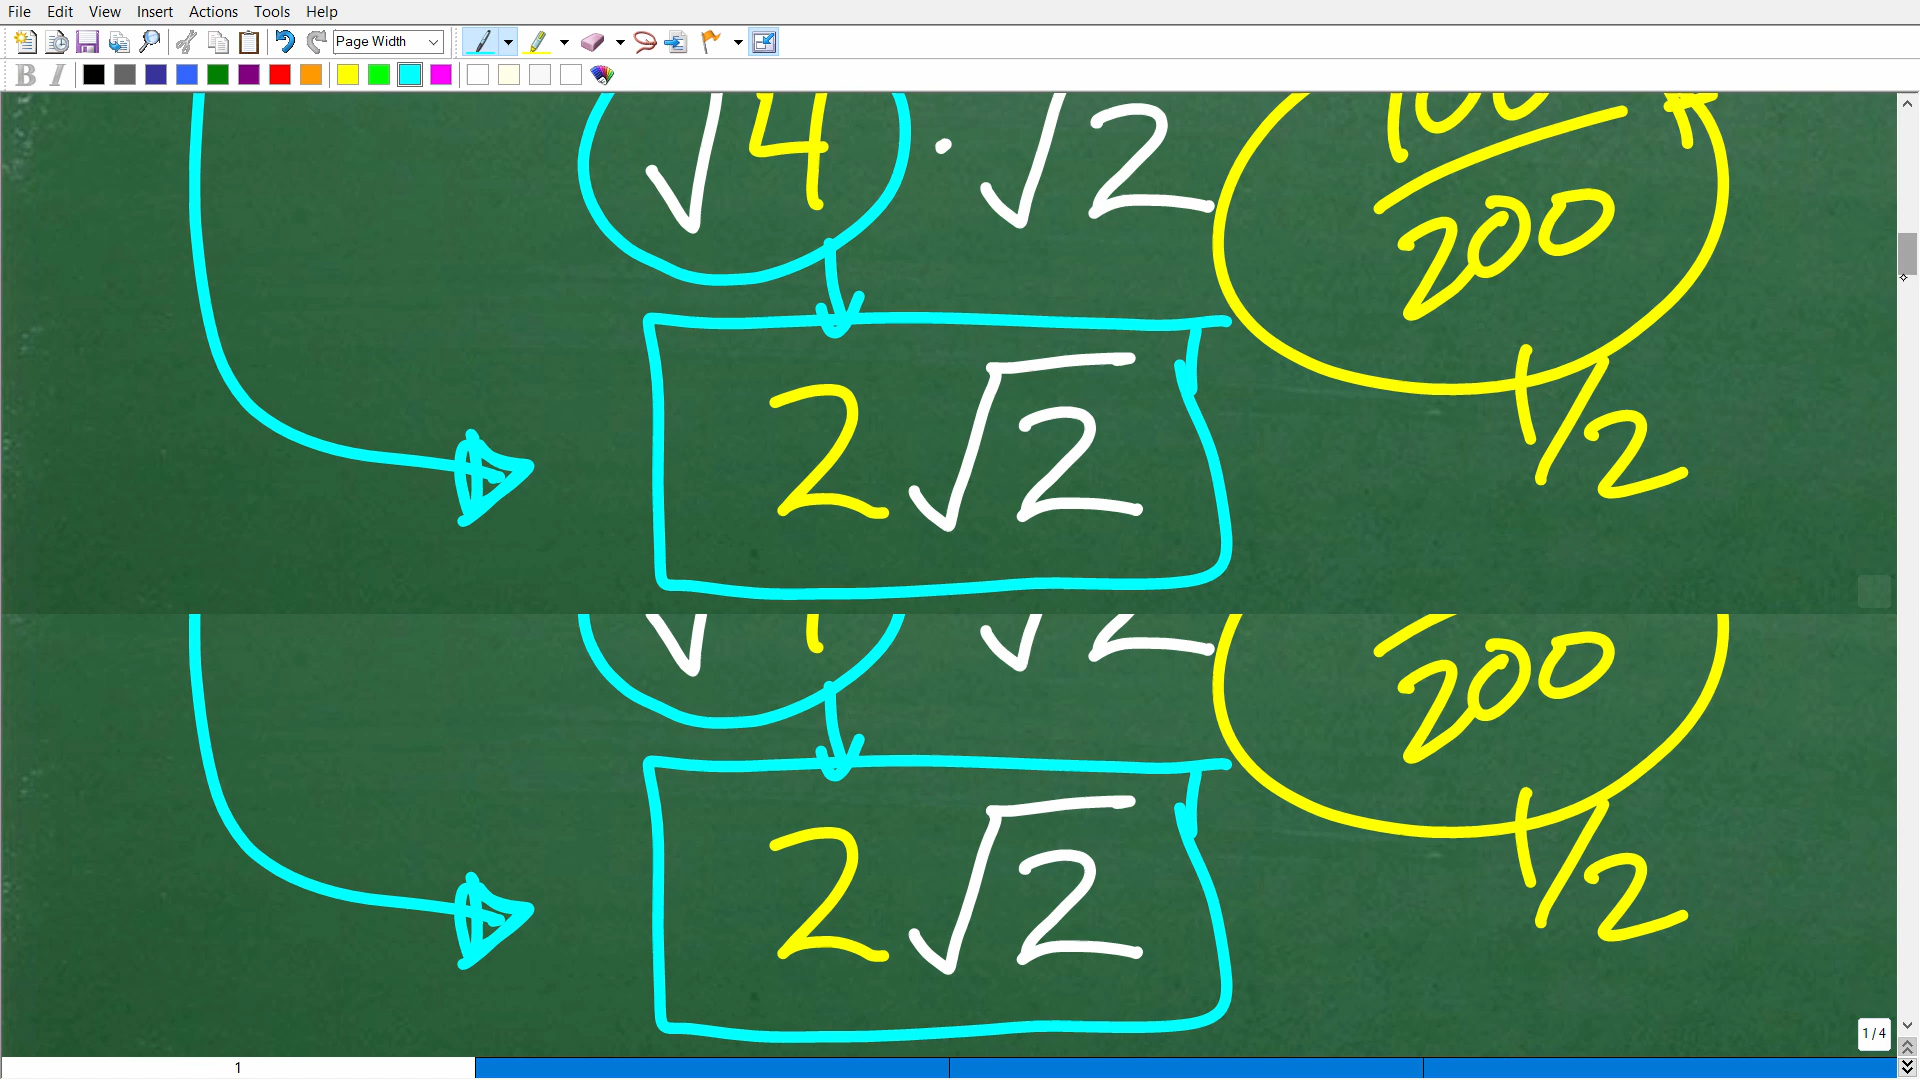 File Edit View Insert Actions Tools Help
Page Width
B I
√4 · √2
100
200
1/2
2√2
200
1/2
2√2
1 / 4
1